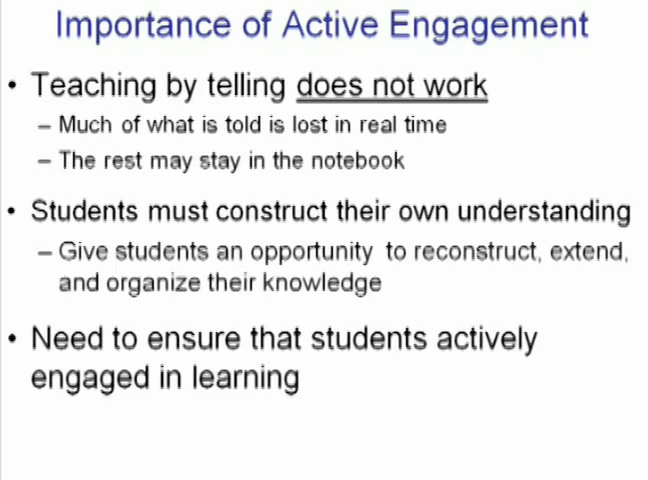 Importance of Active Engagement
• Teaching by telling does not work
– Much of what is told is lost in real time
– The rest may stay in the notebook
• Students must construct their own understanding
– Give students an opportunity to reconstruct, extend,
and organize their knowledge
• Need to ensure that students actively
engaged in learning